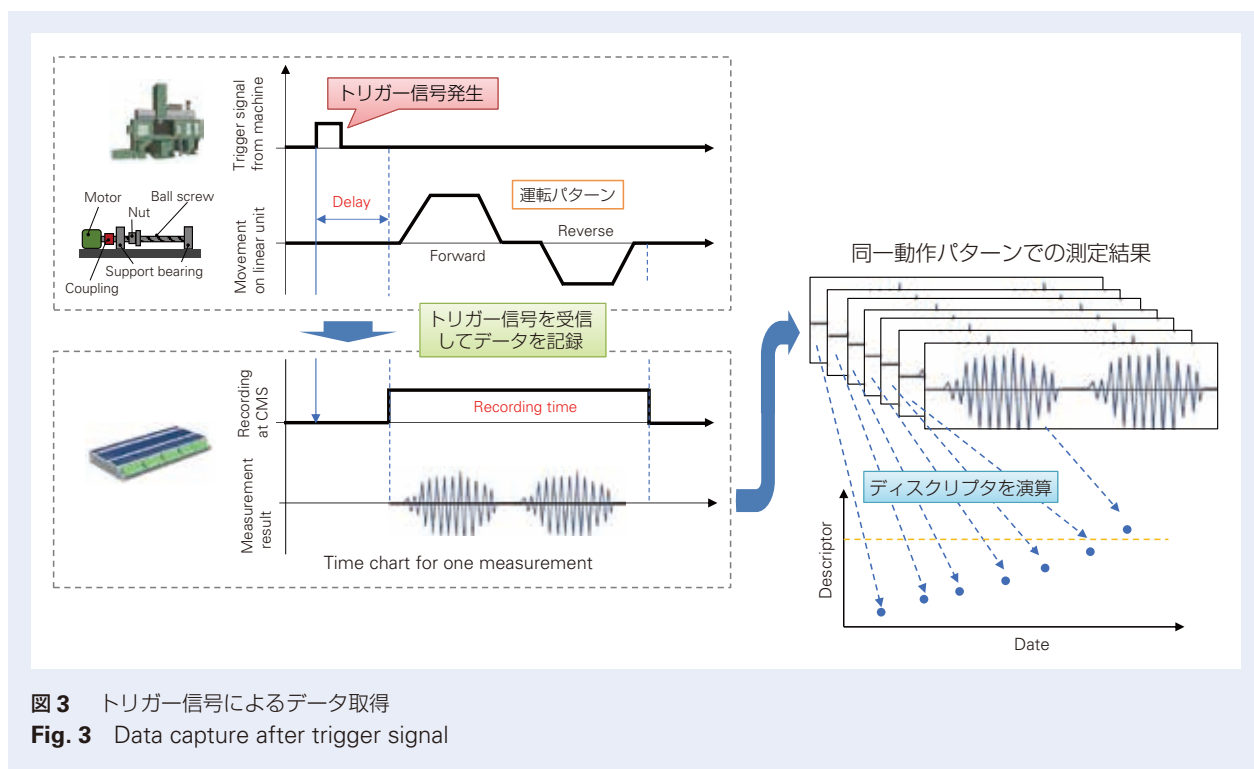 Trigger signal
from machine
トリガー信号発生
Motor
Ball screw
Nut
Support bearing
Coupling
Movement
on linear unit
Delay
運転パターン
Forward
Reverse
トリガー信号を受信
してデータを記録
Recording
at CMS
Recording time
Measurement
result
Time chart for one measurement
同一動作パターンでの測定結果
ディスクリプタを演算
Descriptor
Date
図 3 トリガー信号によるデータ取得
Fig. 3 Data capture after trigger signal